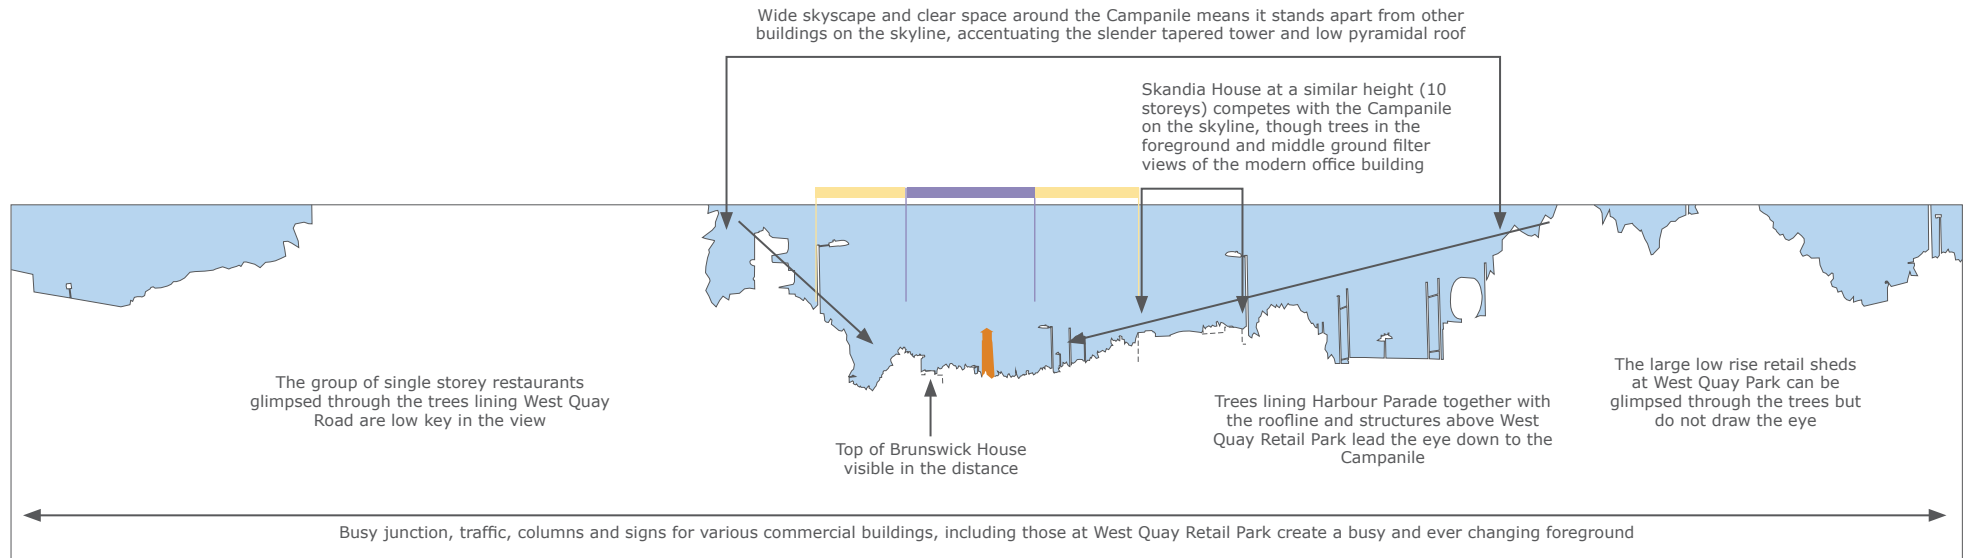 Wide skyscape and clear space around the Campanile means it stands apart from other
buildings on the skyline, accentuating the slender tapered tower and low pyramidal roof
Skandia House at a similar height (10
storeys) competes with the Campanile
on the skyline, though trees in the
foreground and middle ground filter
views of the modern office building
The group of single storey restaurants
glimpsed through the trees lining West Quay
Road are low key in the view
Top of Brunswick House
visible in the distance
Trees lining Harbour Parade together with
the roofline and structures above West
Quay Retail Park lead the eye down to the
Campanile
The large low rise retail sheds
at West Quay Park can be
glimpsed through the trees but
do not draw the eye
Busy junction, traffic, columns and signs for various commercial buildings, including those at West Quay Retail Park create a busy and ever changing foreground